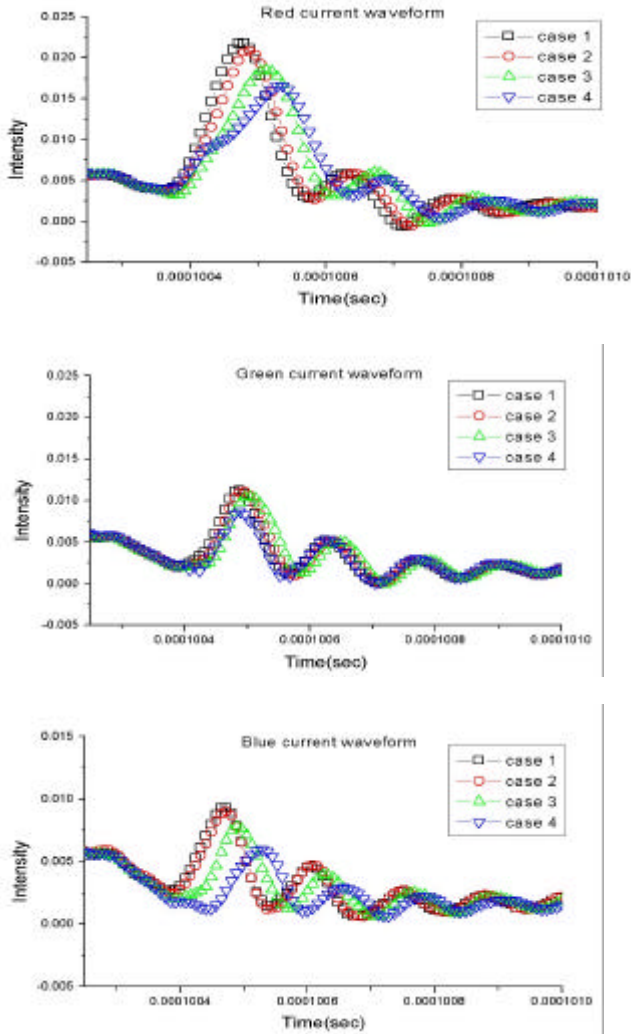 Red current waveform
0.025
0.020
0.015
0.010
0.005
0.000
-0.005
Intensity
case 1
case 2
case 3
case 4
0.0001004
0.0001006
0.0001008
0.0001010
Time(sec)
Green current waveform
0.025
0.020
0.015
0.010
0.005
0.000
-0.005
Intensity
case 1
case 2
case 3
case 4
0.0001004
0.0001006
0.0001008
0.0001010
Time(sec)
Blue current waveform
0.015
0.010
0.005
0.000
-0.005
Intensity
case 1
case 2
case 3
case 4
0.0001004
0.0001006
0.0001008
0.0001010
Time(sec)